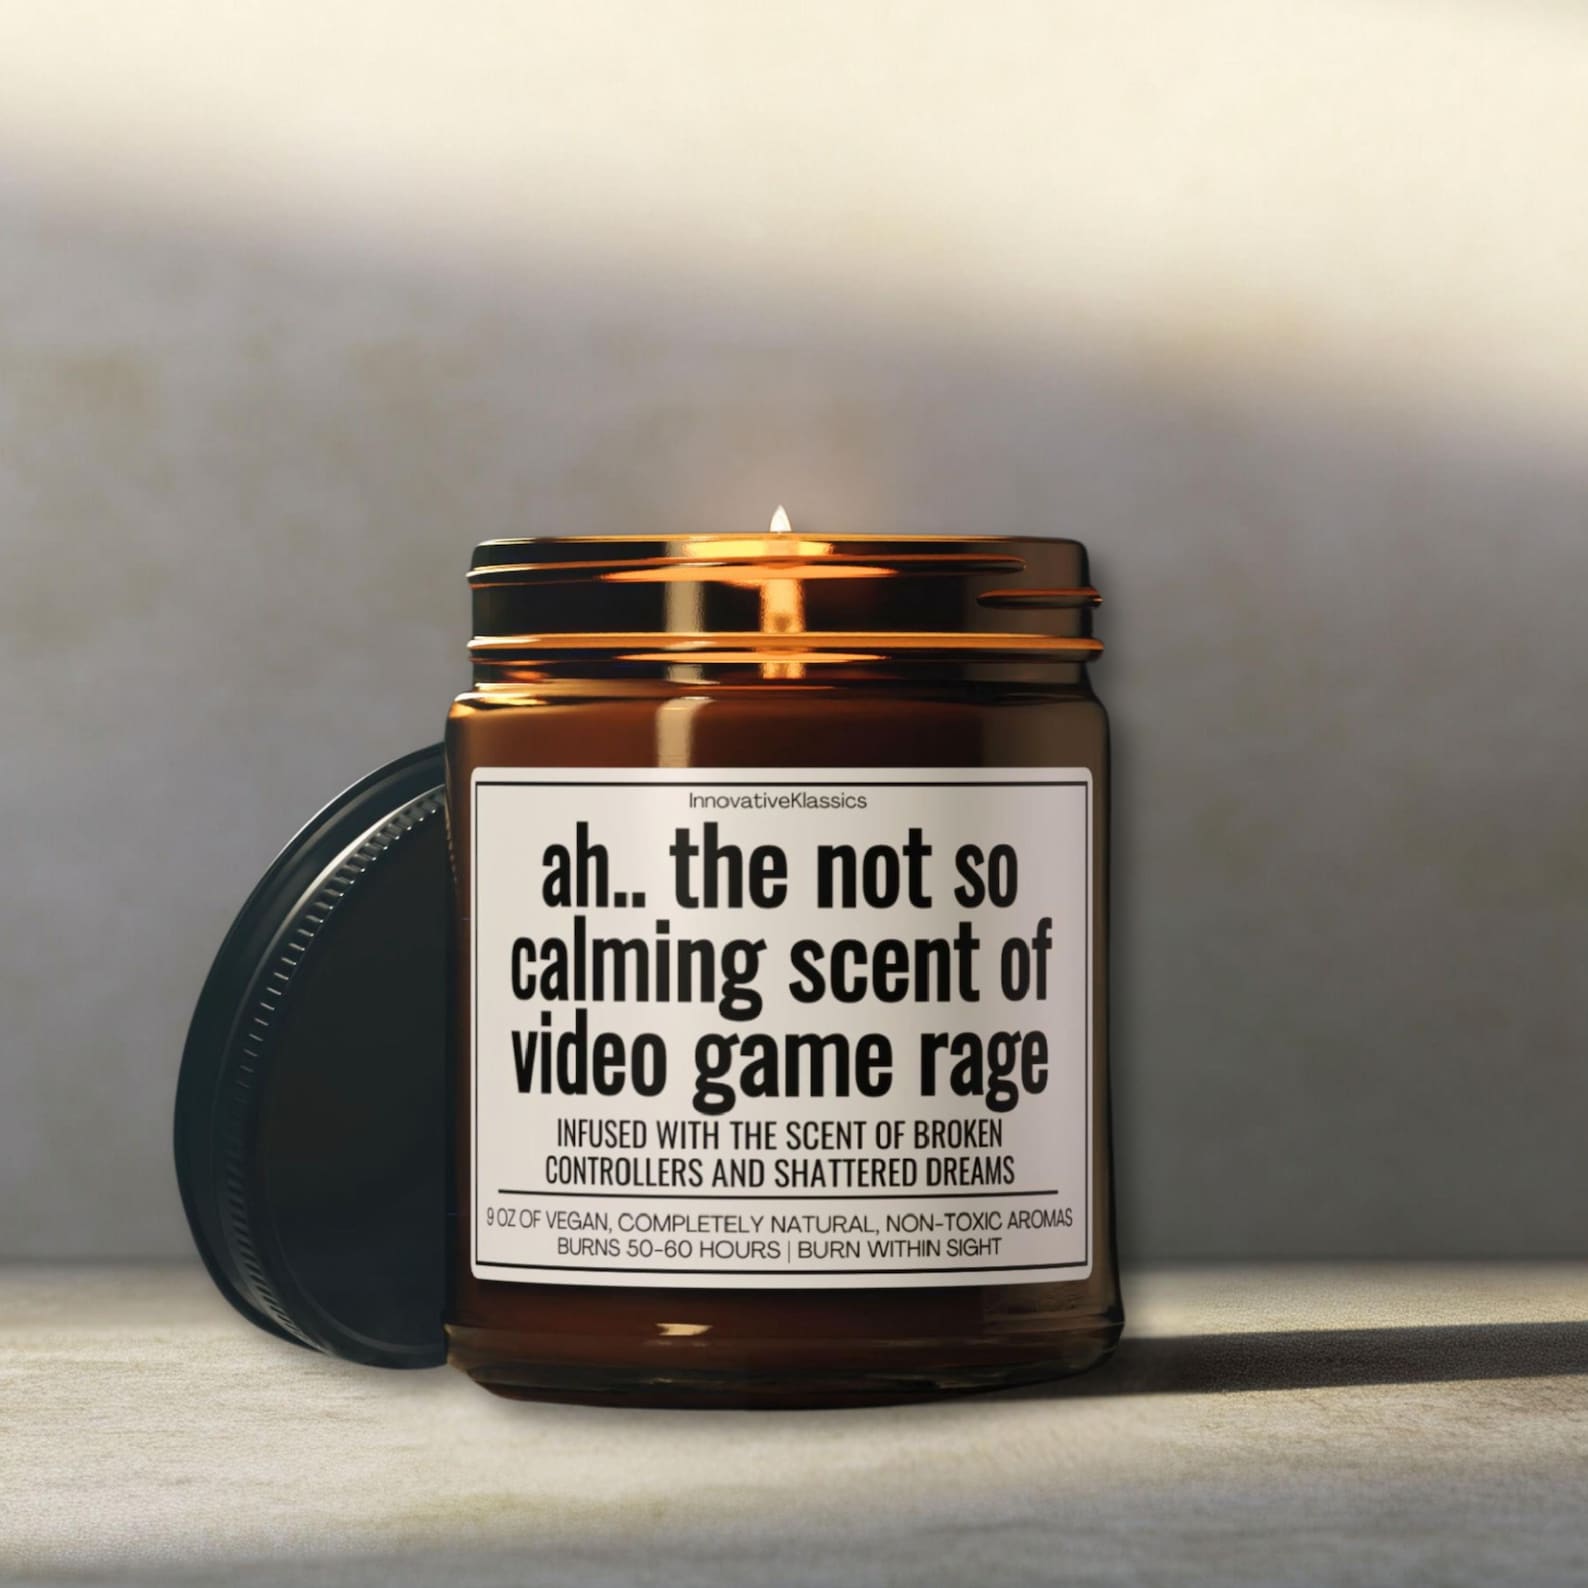 InnovativeKlassics
ah.. the not so
calming scent of
video game rage
INFUSED WITH THE SCENT OF BROKEN
CONTROLLERS AND SHATTERED DREAMS
9 OZ OF VEGAN, COMPLETELY NATURAL, NON-TOXIC AROMAS
BURNS 50-60 HOURS | BURN WITHIN SIGHT